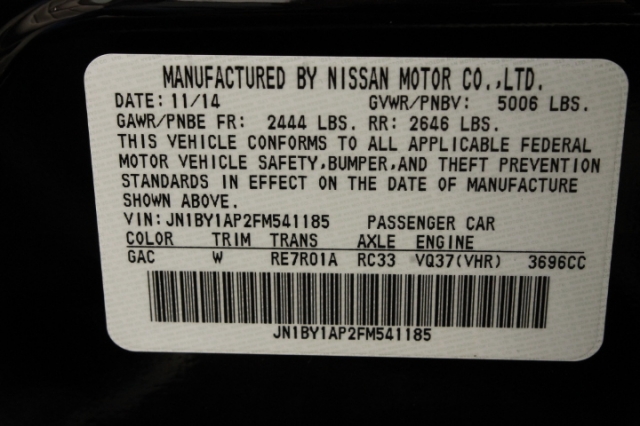 MANUFACTURED BY NISSAN MOTOR CO.,LTD.
DATE: 11/14 GVWR/PNBV: 5006 LBS.
GAWR/PNBE FR: 2444 LBS. RR: 2646 LBS.
THIS VEHICLE CONFORMS TO ALL APPLICABLE FEDERAL
MOTOR VEHICLE SAFETY,BUMPER,AND THEFT PREVENTION
STANDARDS IN EFFECT ON THE DATE OF MANUFACTURE
SHOWN ABOVE.
VIN: JN1BY1AP2FM541185 PASSENGER CAR
COLOR TRIM TRANS AXLE ENGINE
GAC W RE7R01A RC33 VQ37(VHR) 3696CC
JN1BY1AP2FM541185